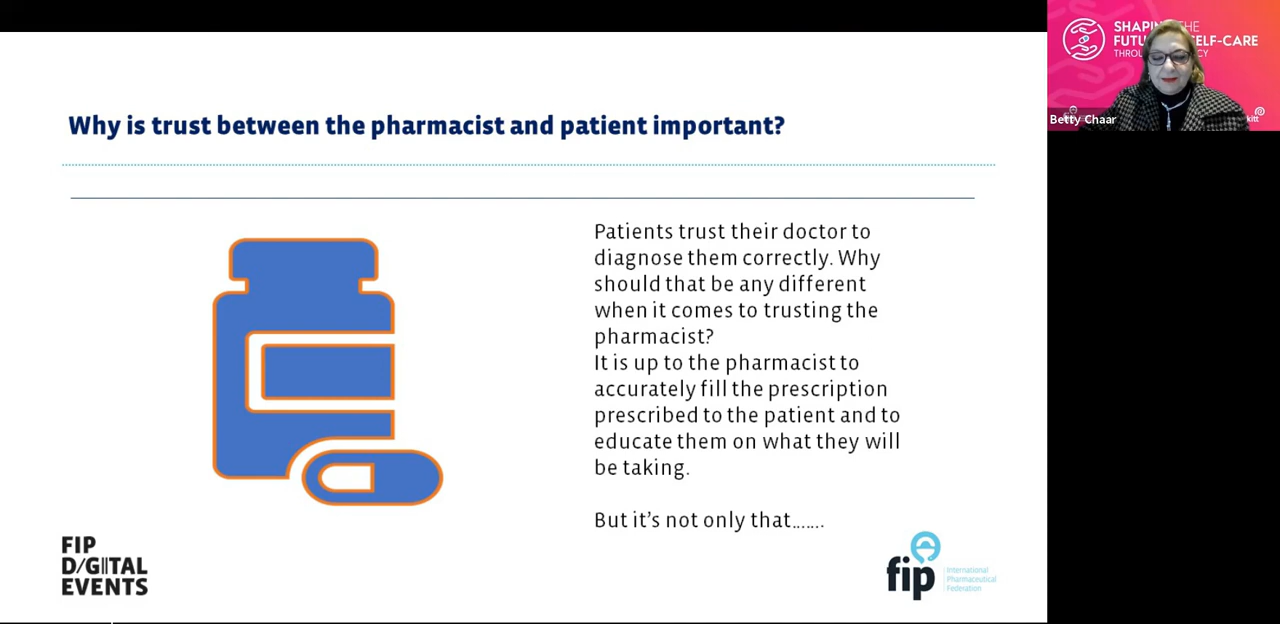 Why is trust between the pharmacist and patient important?
Patients trust their doctor to
diagnose them correctly. Why
should that be any different
when it comes to trusting the
pharmacist?
It is up to the pharmacist to
accurately fill the prescription
prescribed to the patient and to
educate them on what they will
be taking.
But it's not only that......
FIP
D/GITAL
EVENTS
fip
International
Pharmaceutical
Federation
THE
SELF-CARE
Betty Chaar